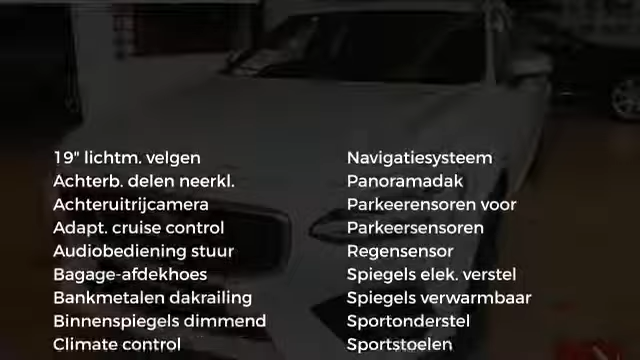 19" lichtm. velgen
Achterb. delen neerkl.
Achteruitrijcamera
Adapt. cruise control
Audiobediening stuur
Bagage-afdekhoes
Bankmetalen dakrailing
Binnenspiegels dimmend
Climate control
Navigatiesysteem
Panoramadak
Parkeerensoren voor
Parkeersensoren
Regensensor
Spiegels elek. verstel
Spiegels verwarmbaar
Sportonderstel
Sportstoelen